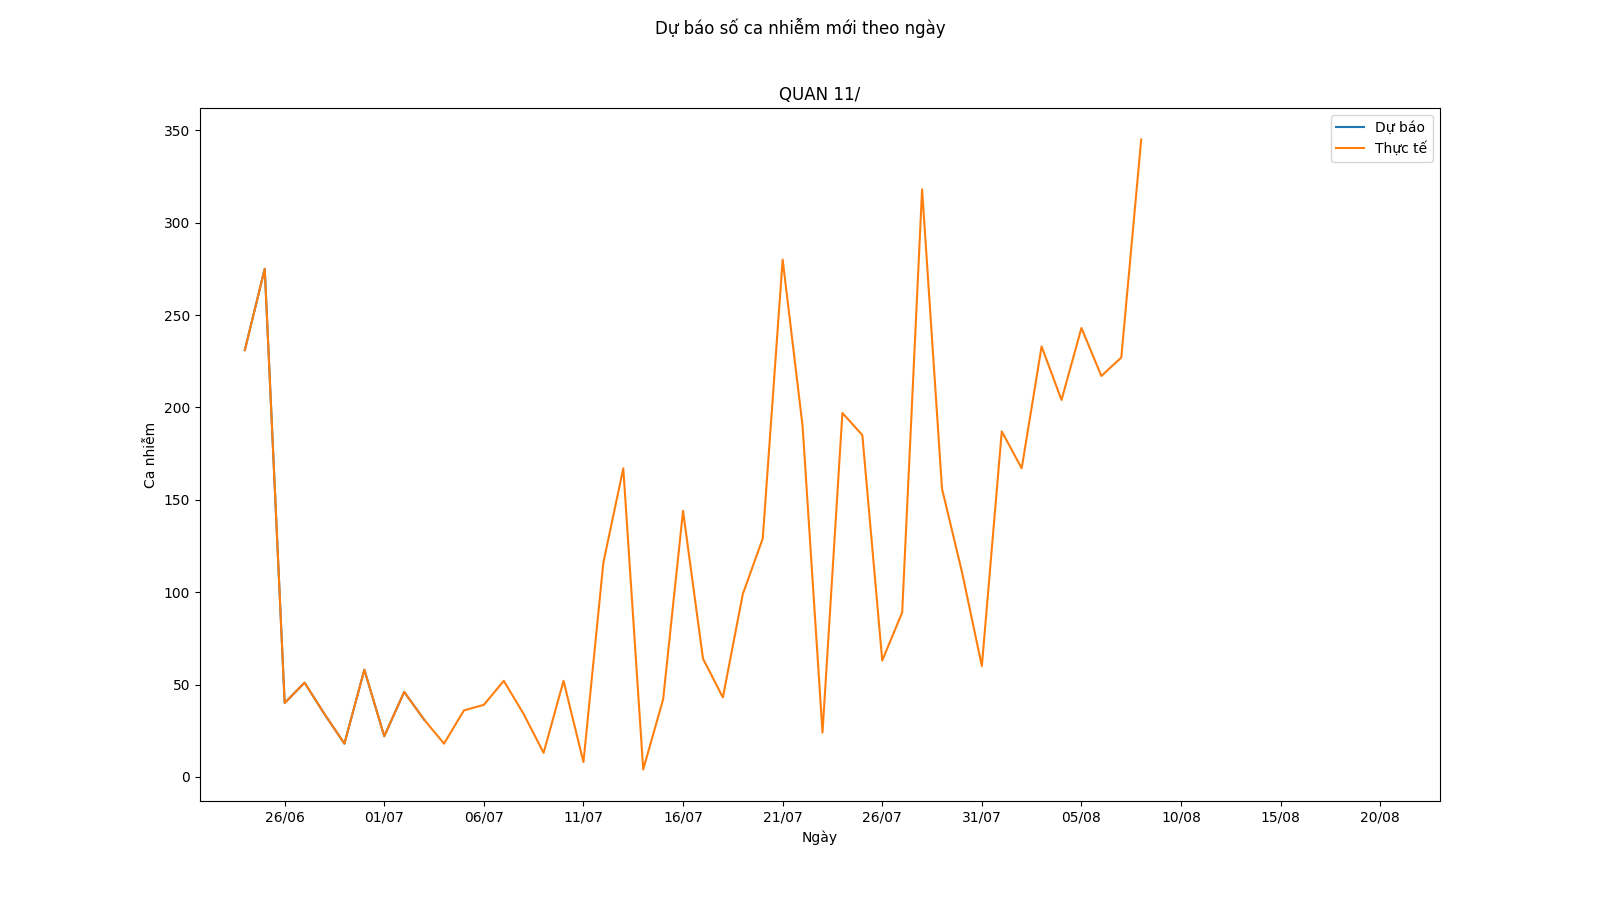 Dự báo số ca nhiễm mới theo ngày
QUAN 11/
Dự báo
Thực tế
350
300
250
200
150
100
50
0
Ca nhiễm
26/06 01/07 06/07 11/07 16/07 21/07 26/07 31/07 05/08 10/08 15/08 20/08
Ngày